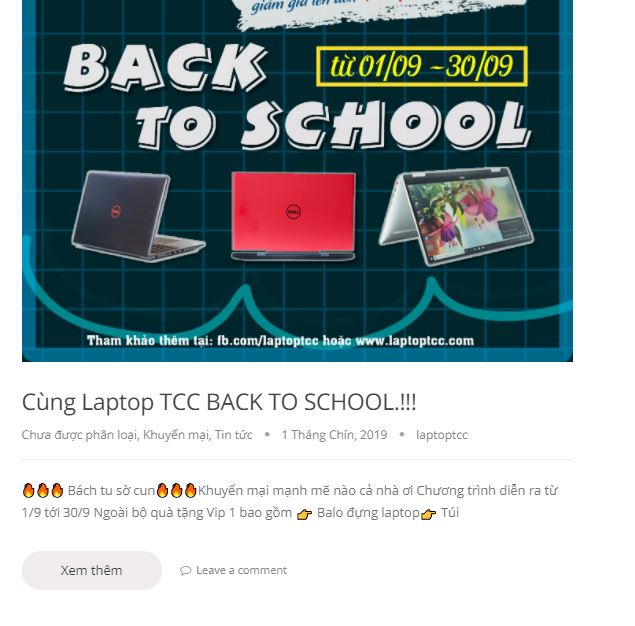 giảm giá lên đến
BACK
từ 01/09 - 30/09
TO SCHOOL
DELL
Tham khảo thêm tại: fb.com/laptoptcc hoặc www.laptoptcc.com
Cùng Laptop TCC BACK TO SCHOOL.!!!
Chưa được phân loại, Khuyến mại, Tin tức • 1 Tháng Chín, 2019 • laptoptcc
🔥🔥🔥 Bách tu sờ cun🔥🔥🔥Khuyến mại mạnh mẽ nào cả nhà ơi Chương trình diễn ra từ
1/9 tới 30/9 Ngoài bộ quà tặng Vip 1 bao gồm 👉 Balo đựng laptop👉 Túi
Xem thêm
Leave a comment